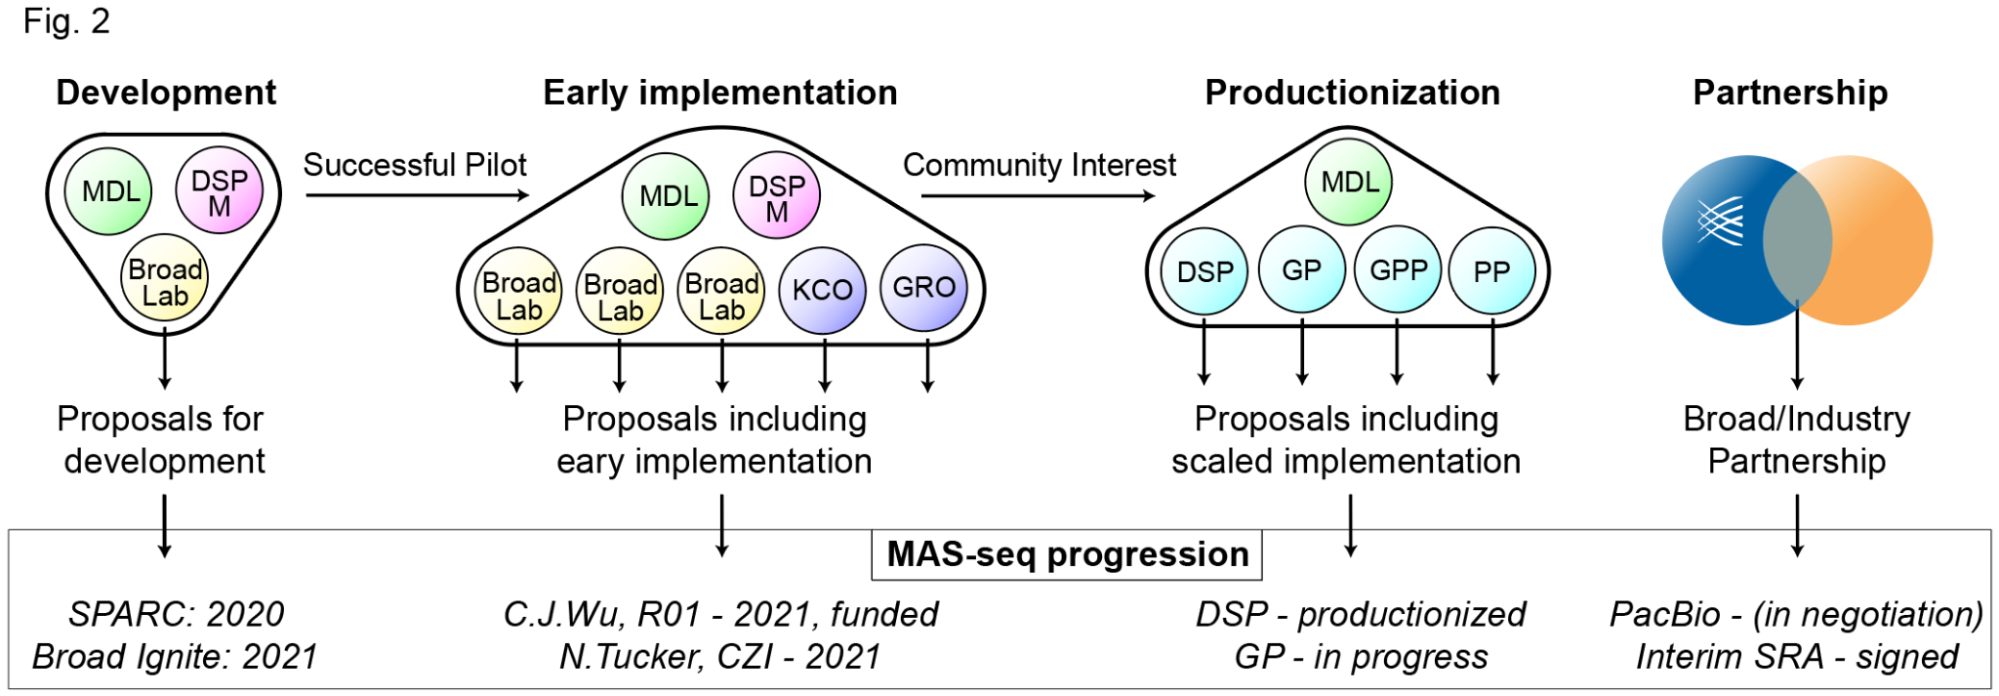 Fig. 2
Development
Early implementation
Productionization
Partnership
MDL
DSP
M
Broad
Lab
Successful Pilot
MDL
DSP
M
Broad
Lab
Broad
Lab
Broad
Lab
KCO
GRO
Community Interest
MDL
DSP
GP
GPP
PP
Proposals for
development
Proposals including
eary implementation
Proposals including
scaled implementation
Broad/Industry
Partnership
MAS-seq progression
SPARC: 2020
Broad Ignite: 2021
C.J.Wu, R01 - 2021, funded
N.Tucker, CZI - 2021
DSP - productionized
GP - in progress
PacBio - (in negotiation)
Interim SRA - signed